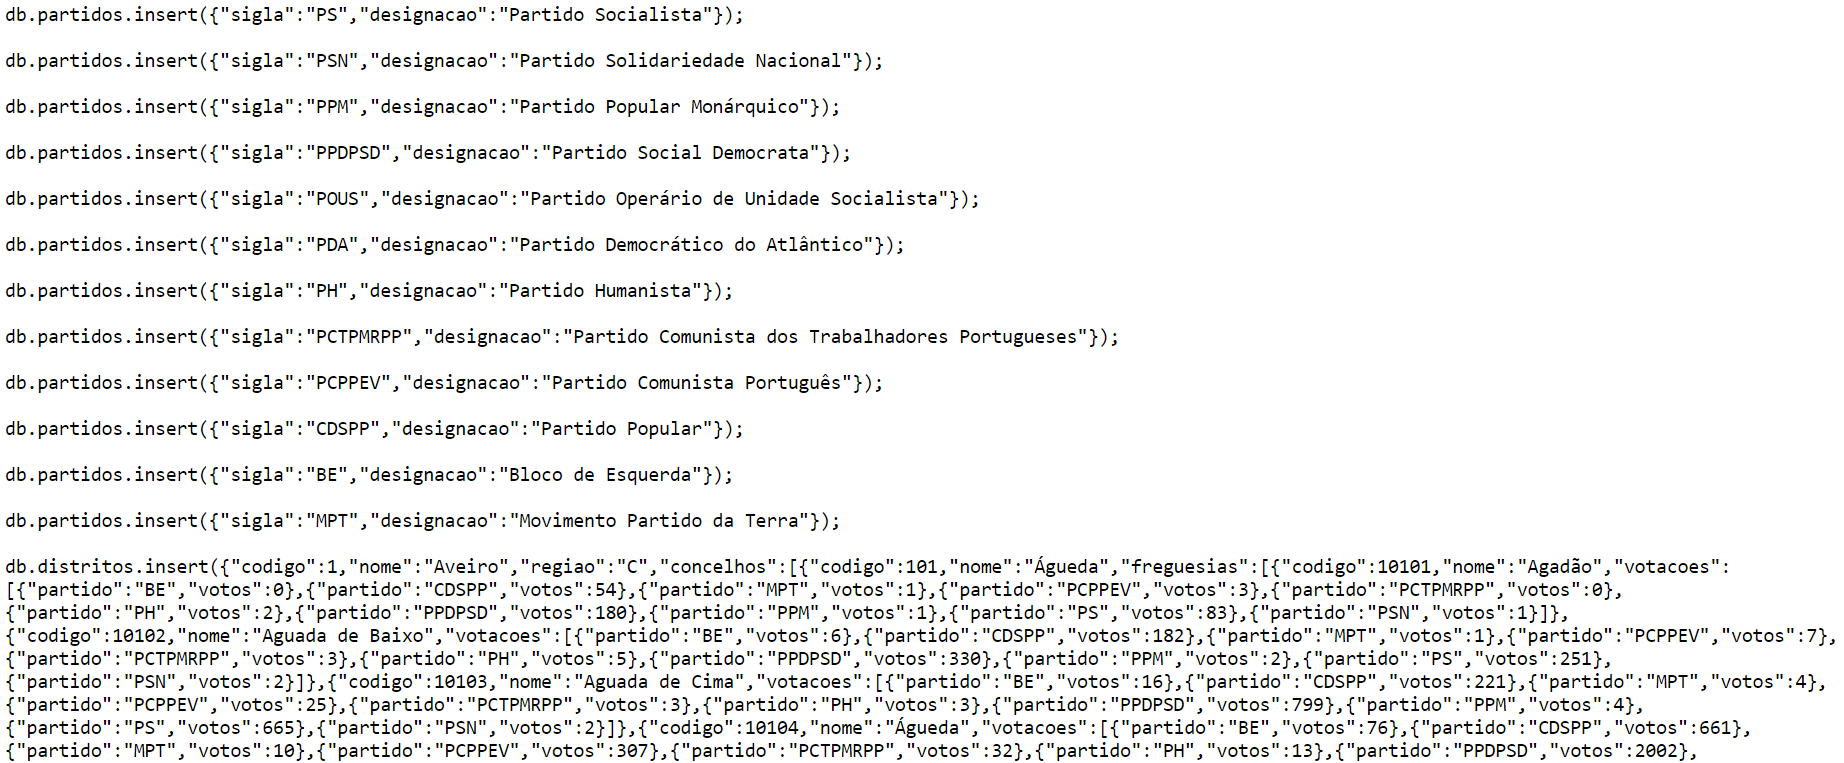 db.partidos.insert({"sigla":"PS","designacao":"Partido Socialista"});
db.partidos.insert({"sigla":"PSN","designacao":"Partido Solidariedade Nacional"});
db.partidos.insert({"sigla":"PPM","designacao":"Partido Popular Monárquico"});
db.partidos.insert({"sigla":"PPDPSD","designacao":"Partido Social Democrata"});
db.partidos.insert({"sigla":"POUS","designacao":"Partido Operário de Unidade Socialista"});
db.partidos.insert({"sigla":"PDA","designacao":"Partido Democrático do Atlântico"});
db.partidos.insert({"sigla":"PH","designacao":"Partido Humanista"});
db.partidos.insert({"sigla":"PCTPMRPP","designacao":"Partido Comunista dos Trabalhadores Portugueses"});
db.partidos.insert({"sigla":"PCPPEV","designacao":"Partido Comunista Português"});
db.partidos.insert({"sigla":"CDSPP","designacao":"Partido Popular"});
db.partidos.insert({"sigla":"BE","designacao":"Bloco de Esquerda"});
db.partidos.insert({"sigla":"MPT","designacao":"Movimento Partido da Terra"});
db.distritos.insert({"codigo":1,"nome":"Aveiro","regiao":"C","concelhos":[{"codigo":101,"nome":"Águeda","freguesias":[{"codigo":10101,"nome":"Agadão","votacoes":
[{"partido":"BE","votos":0},{"partido":"CDSPP","votos":54},{"partido":"MPT","votos":1},{"partido":"PCPPEV","votos":3},{"partido":"PCTPMRPP","votos":0},
{"partido":"PH","votos":2},{"partido":"PPDPSD","votos":180},{"partido":"PPM","votos":1},{"partido":"PS","votos":83},{"partido":"PSN","votos":1}]},
{"codigo":10102,"nome":"Aguada de Baixo","votacoes":[{"partido":"BE","votos":6},{"partido":"CDSPP","votos":182},{"partido":"MPT","votos":1},{"partido":"PCPPEV","votos":7},
{"partido":"PCTPMRPP","votos":3},{"partido":"PH","votos":5},{"partido":"PPDPSD","votos":330},{"partido":"PPM","votos":2},{"partido":"PS","votos":251},
{"partido":"PSN","votos":2}]},{"codigo":10103,"nome":"Aguada de Cima","votacoes":[{"partido":"BE","votos":16},{"partido":"CDSPP","votos":221},{"partido":"MPT","votos":4},
{"partido":"PCPPEV","votos":25},{"partido":"PCTPMRPP","votos":3},{"partido":"PH","votos":3},{"partido":"PPDPSD","votos":799},{"partido":"PPM","votos":4},
{"partido":"PS","votos":665},{"partido":"PSN","votos":2}]},{"codigo":10104,"nome":"Águeda","votacoes":[{"partido":"BE","votos":76},{"partido":"CDSPP","votos":661},
{"partido":"MPT","votos":10},{"partido":"PCPPEV","votos":307},{"partido":"PCTPMRPP","votos":32},{"partido":"PH","votos":13},{"partido":"PPDPSD","votos":2002},